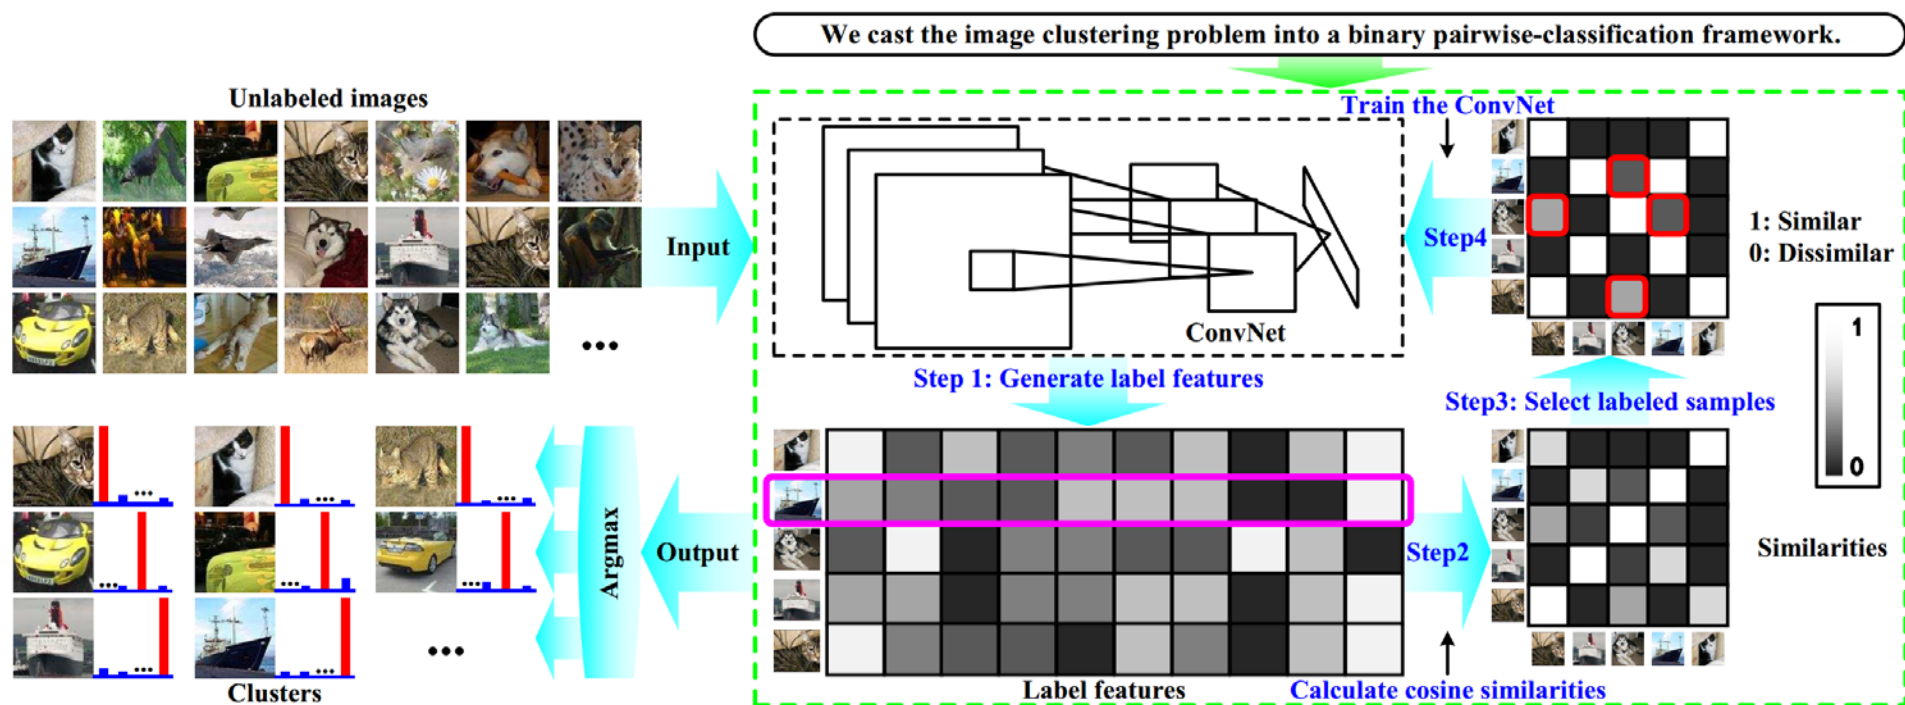 We cast the image clustering problem into a binary pairwise-classification framework.
Unlabeled images
Train the ConvNet
Input
Step4
1: Similar
0: Dissimilar
ConvNet
1
0
Step 1: Generate label features
Step3: Select labeled samples
Argmax
Output
Step2
Similarities
Clusters
Label features
Calculate cosine similarities